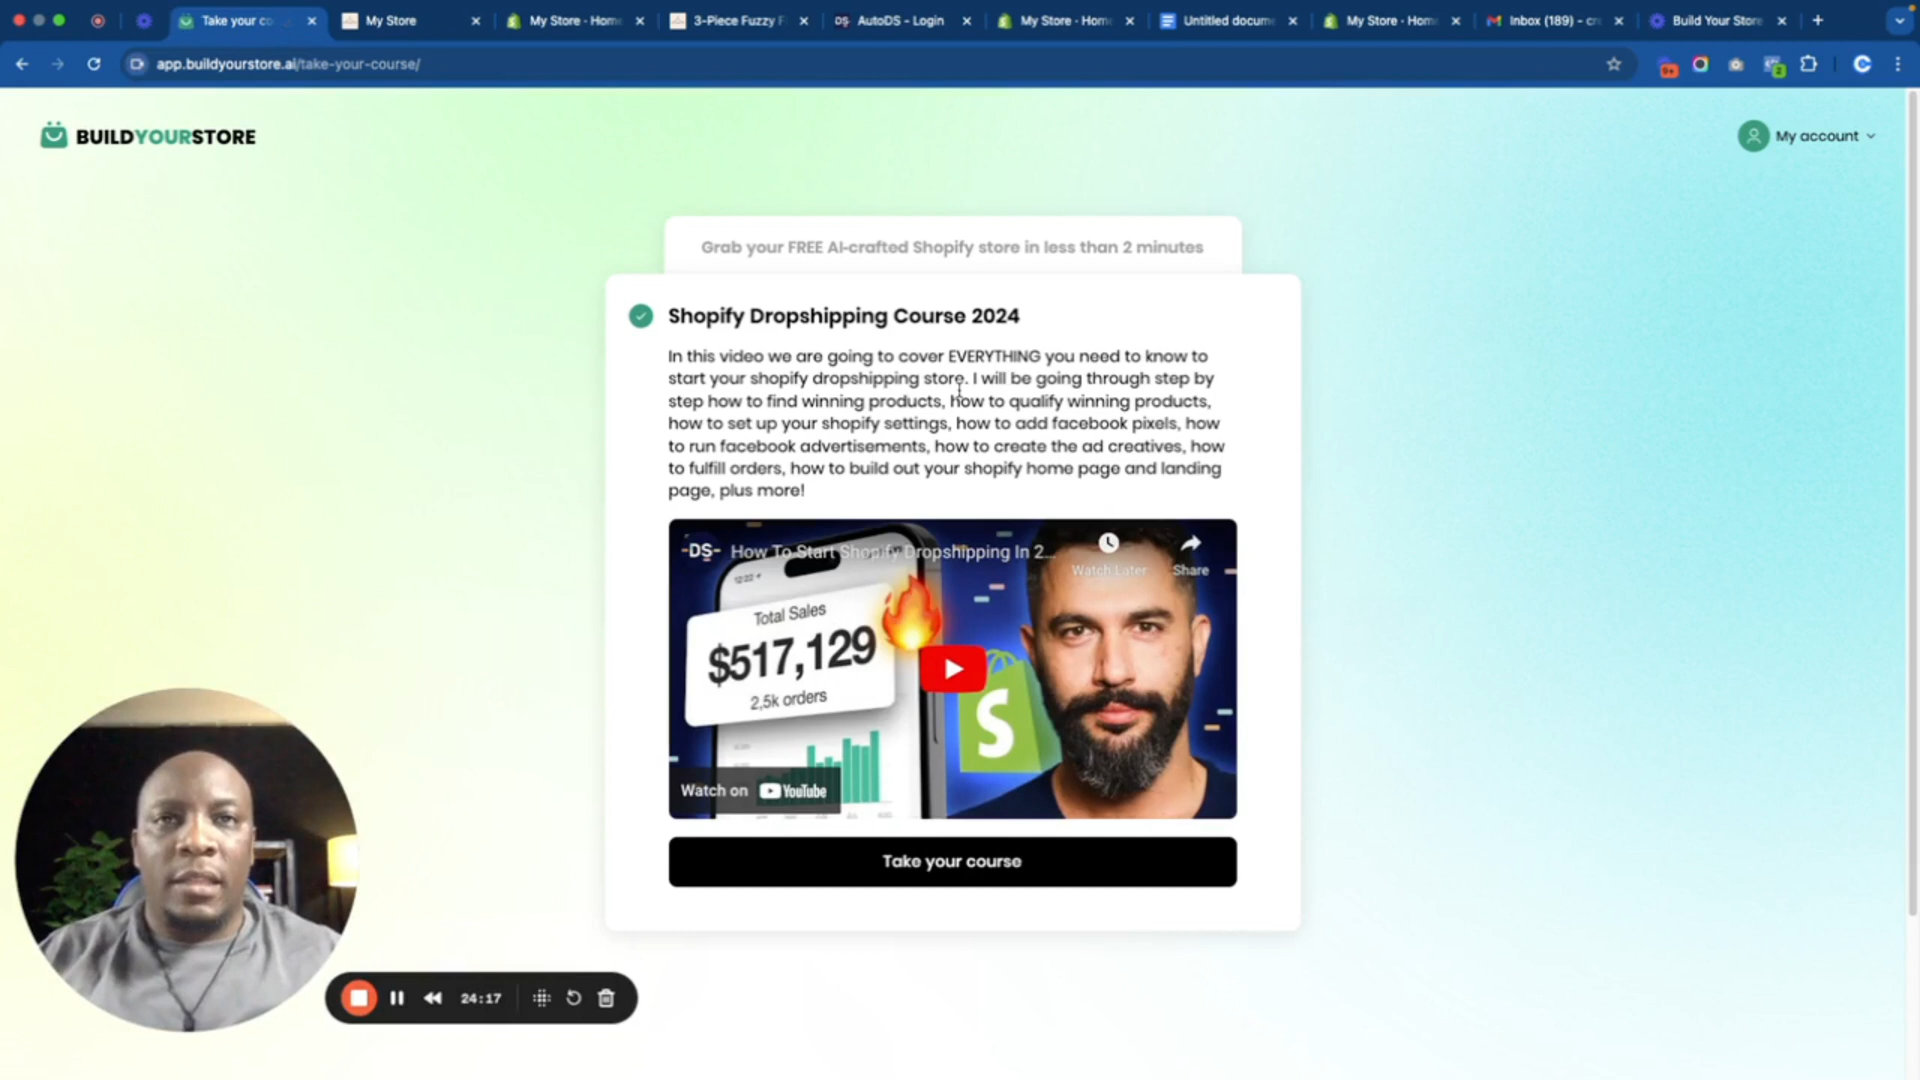 Take your co
My Store
My Store - Home
3-Piece Fuzzy F
AutoDS - Login
My Store - Home
Untitled docum
My Store - Home
Inbox (189) - cr
Build Your Store
app.buildyourstore.ai/take-your-course/
9+
2
BUILDYOURSTORE
My account
Grab your FREE AI-crafted Shopify store in less than 2 minutes
Shopify Dropshipping Course 2024
In this video we are going to cover EVERYTHING you need to know to
start your shopify dropshipping store. I will be going through step by
step how to find winning products, how to qualify winning products,
how to set up your shopify settings, how to add facebook pixels, how
to run facebook advertisements, how to create the ad creatives, how
to fulfill orders, how to build out your shopify home page and landing
page, plus more!
-DS- How To Start Shopify Dropshipping In 2...
Watch Later
Share
12:22
Total Sales
$517,129
2,5k orders
S
Watch on YouTube
Take your course
24:17